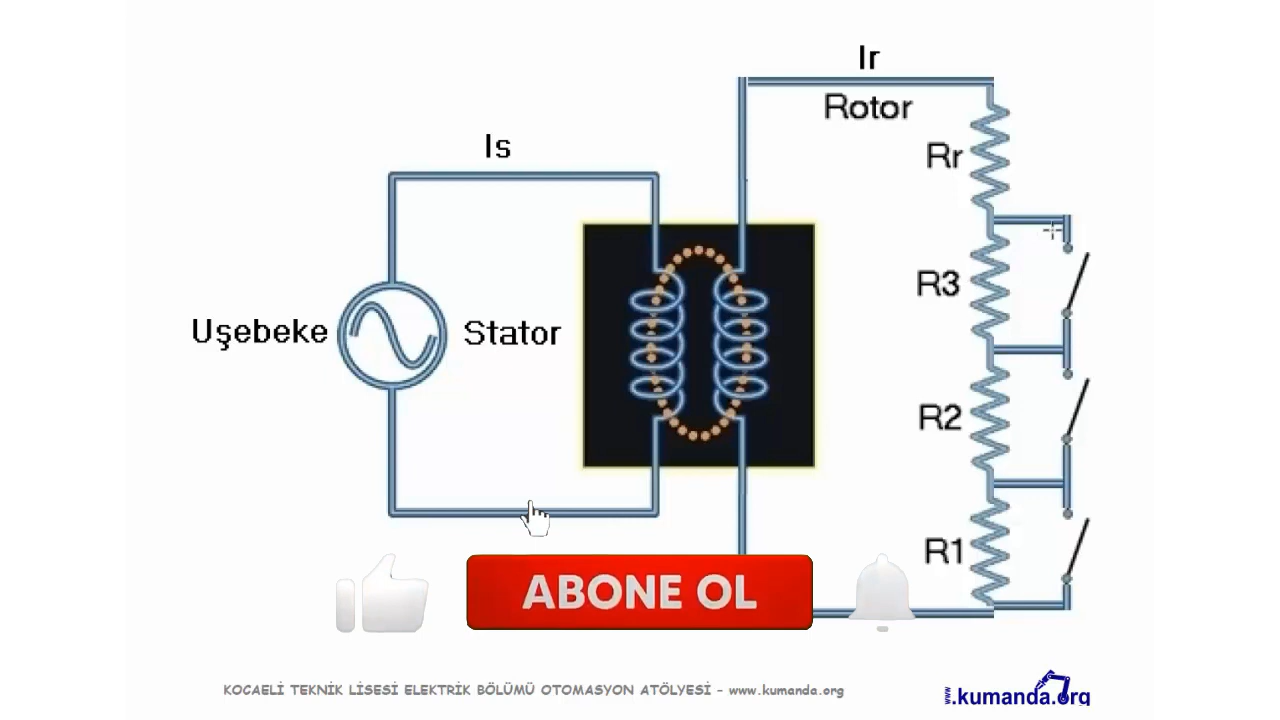 Ir
Rotor
Is
Rr
R3
Uşebeke
Stator
R2
R1
ABONE OL
KOCAELİ TEKNİK LİSESİ ELEKTRİK BÖLÜMÜ OTOMASYON ATÖLYESİ - www.kumanda.org
w.kumanda.org